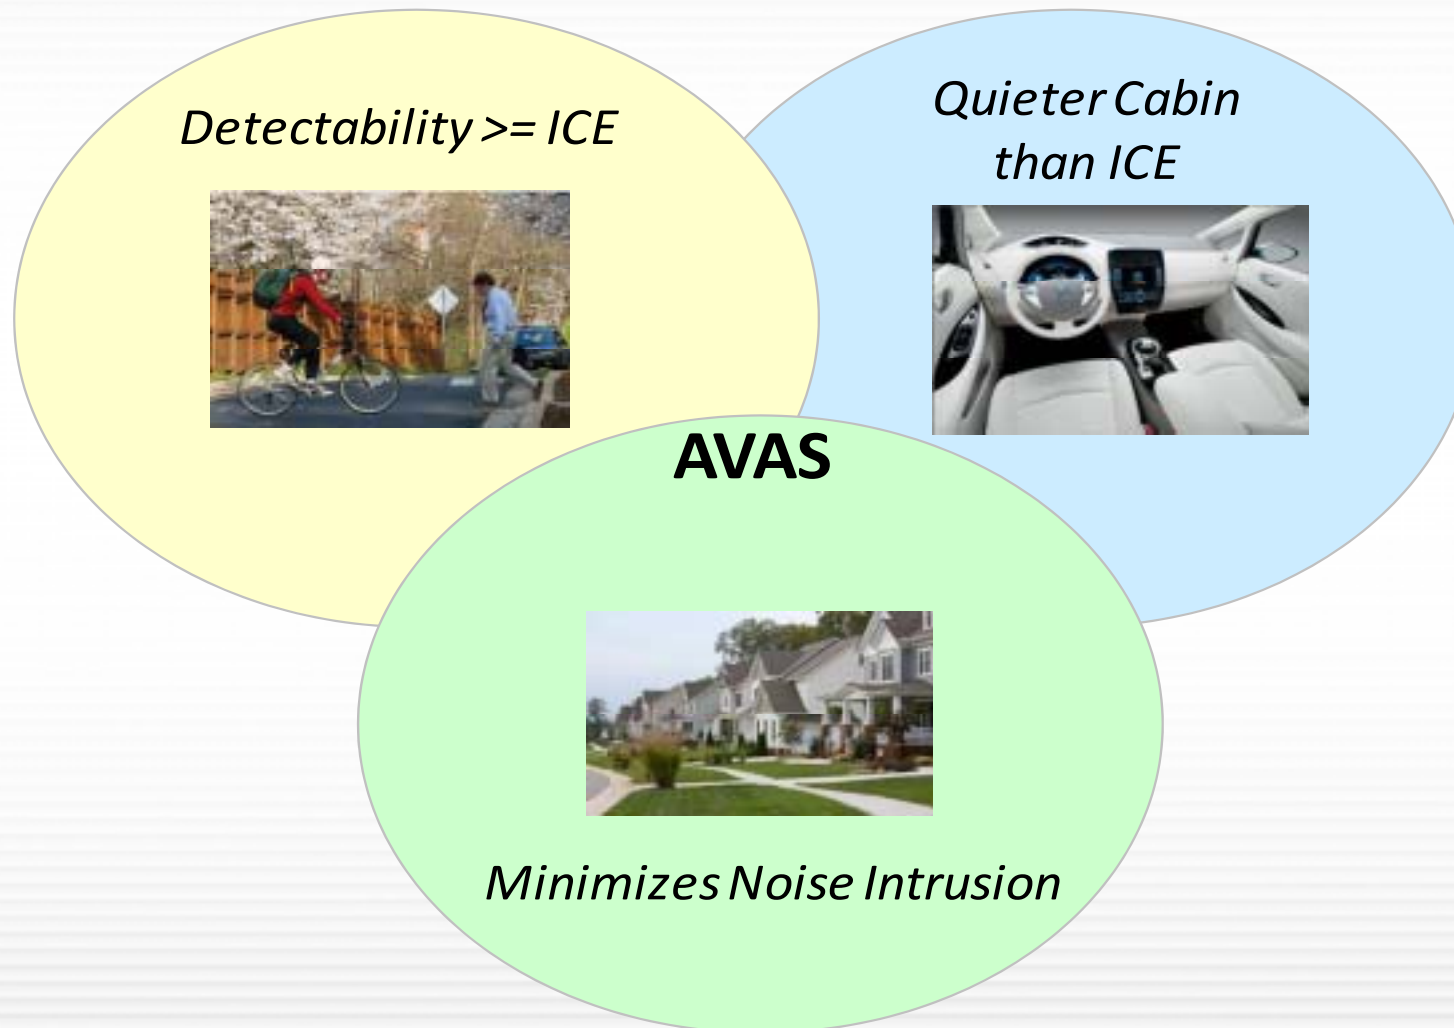 Detectability >= ICE
Quieter Cabin
than ICE
AVAS
Minimizes Noise Intrusion